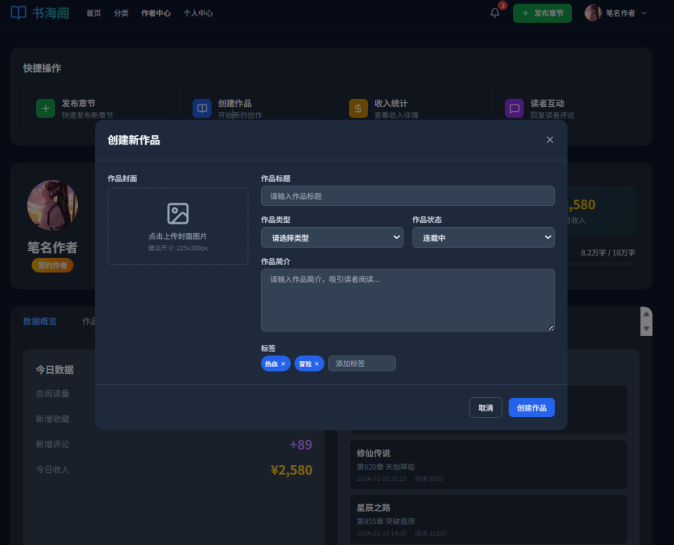 书海阁
首页 分类 作者中心 个人中心
3
+ 发布章节
笔名作者
快捷操作
发布章节
快速发布新章节
创建作品
开始新的创作
收入统计
查看收入详情
读者互动
回复读者评论
创建新作品 ×
作品封面
点击上传封面图片
建议尺寸: 225x300px
作品标题
请输入作品标题
作品类型 作品状态
请选择类型 连载中
作品简介
请输入作品简介，吸引读者阅读...
标签
热血 × 冒险 × 添加标签
取消 创建作品
笔名作者
签约作者
,580
收入
8.2万字 / 10万字
数据概览 作品
今日数据
总阅读量
新增收藏
新增评论 +89
今日收入 ¥2,580
修仙传说
第620章 天劫降临
2024-01-15 20:15 阅读
星辰之路
第855章 突破瓶颈
阅读